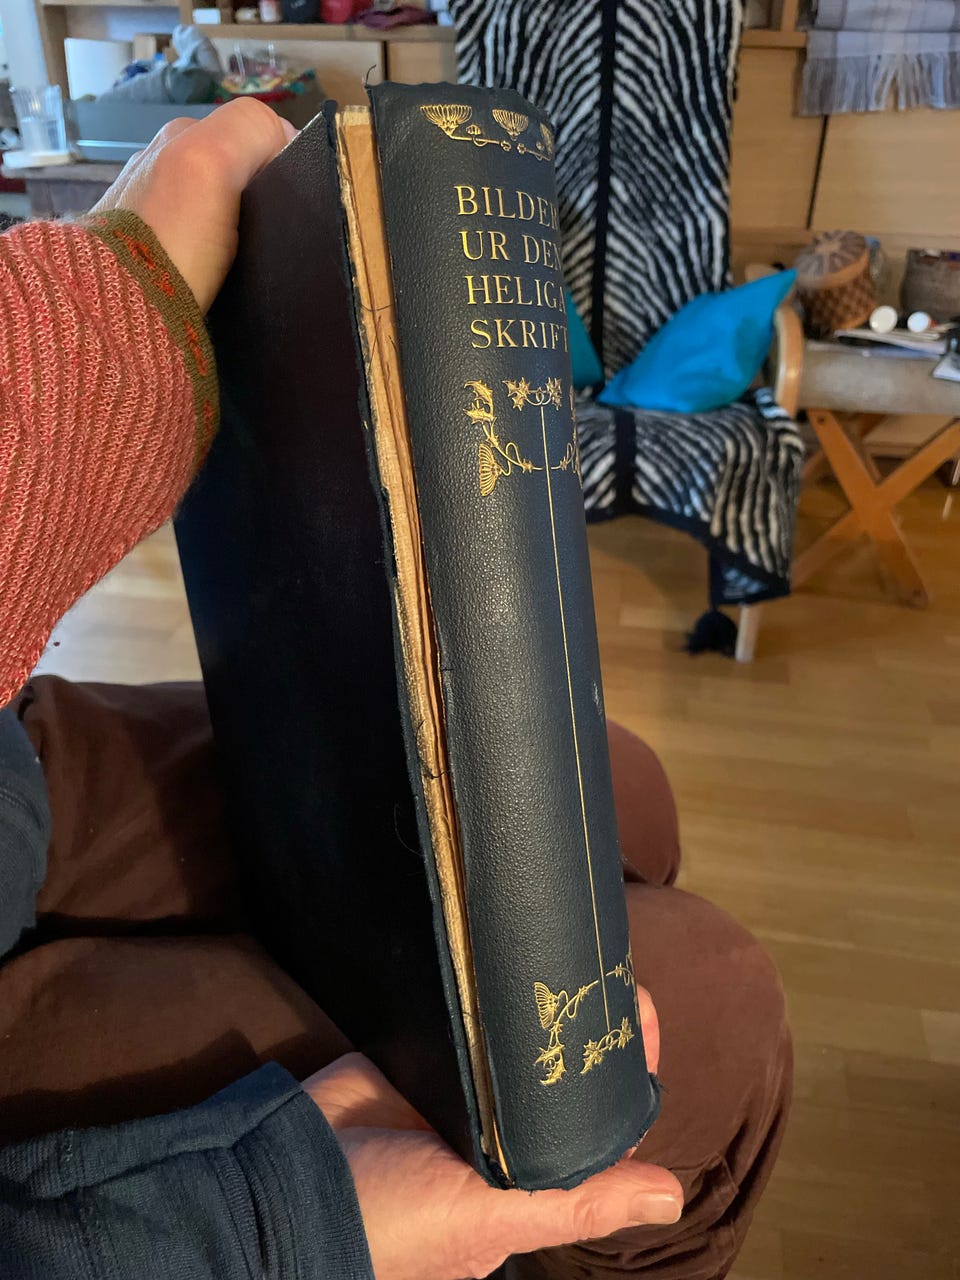 BILDER
UR DEN
HELIGA
SKRIFT